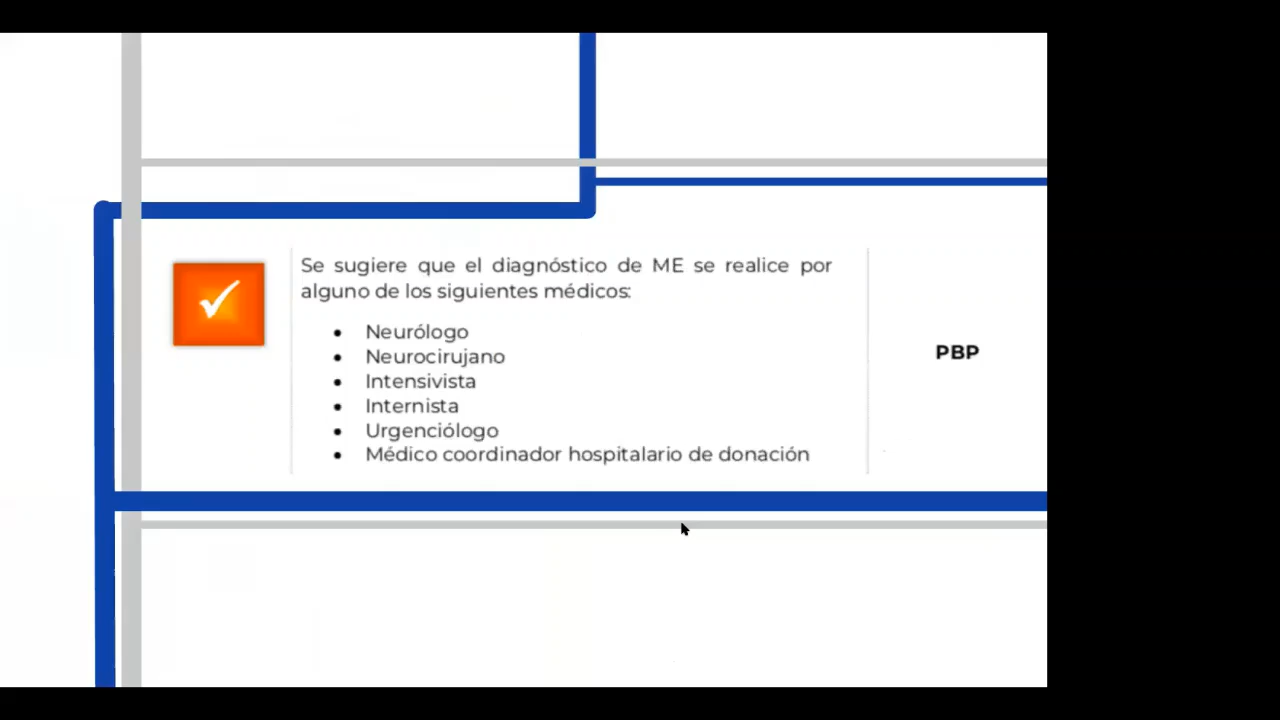 Se sugiere que el diagnóstico de ME se realice por
alguno de los siguientes médicos:
• Neurólogo
• Neurocirujano
• Intensivista
• Internista
• Urgenciólogo
• Médico coordinador hospitalario de donación
PBP